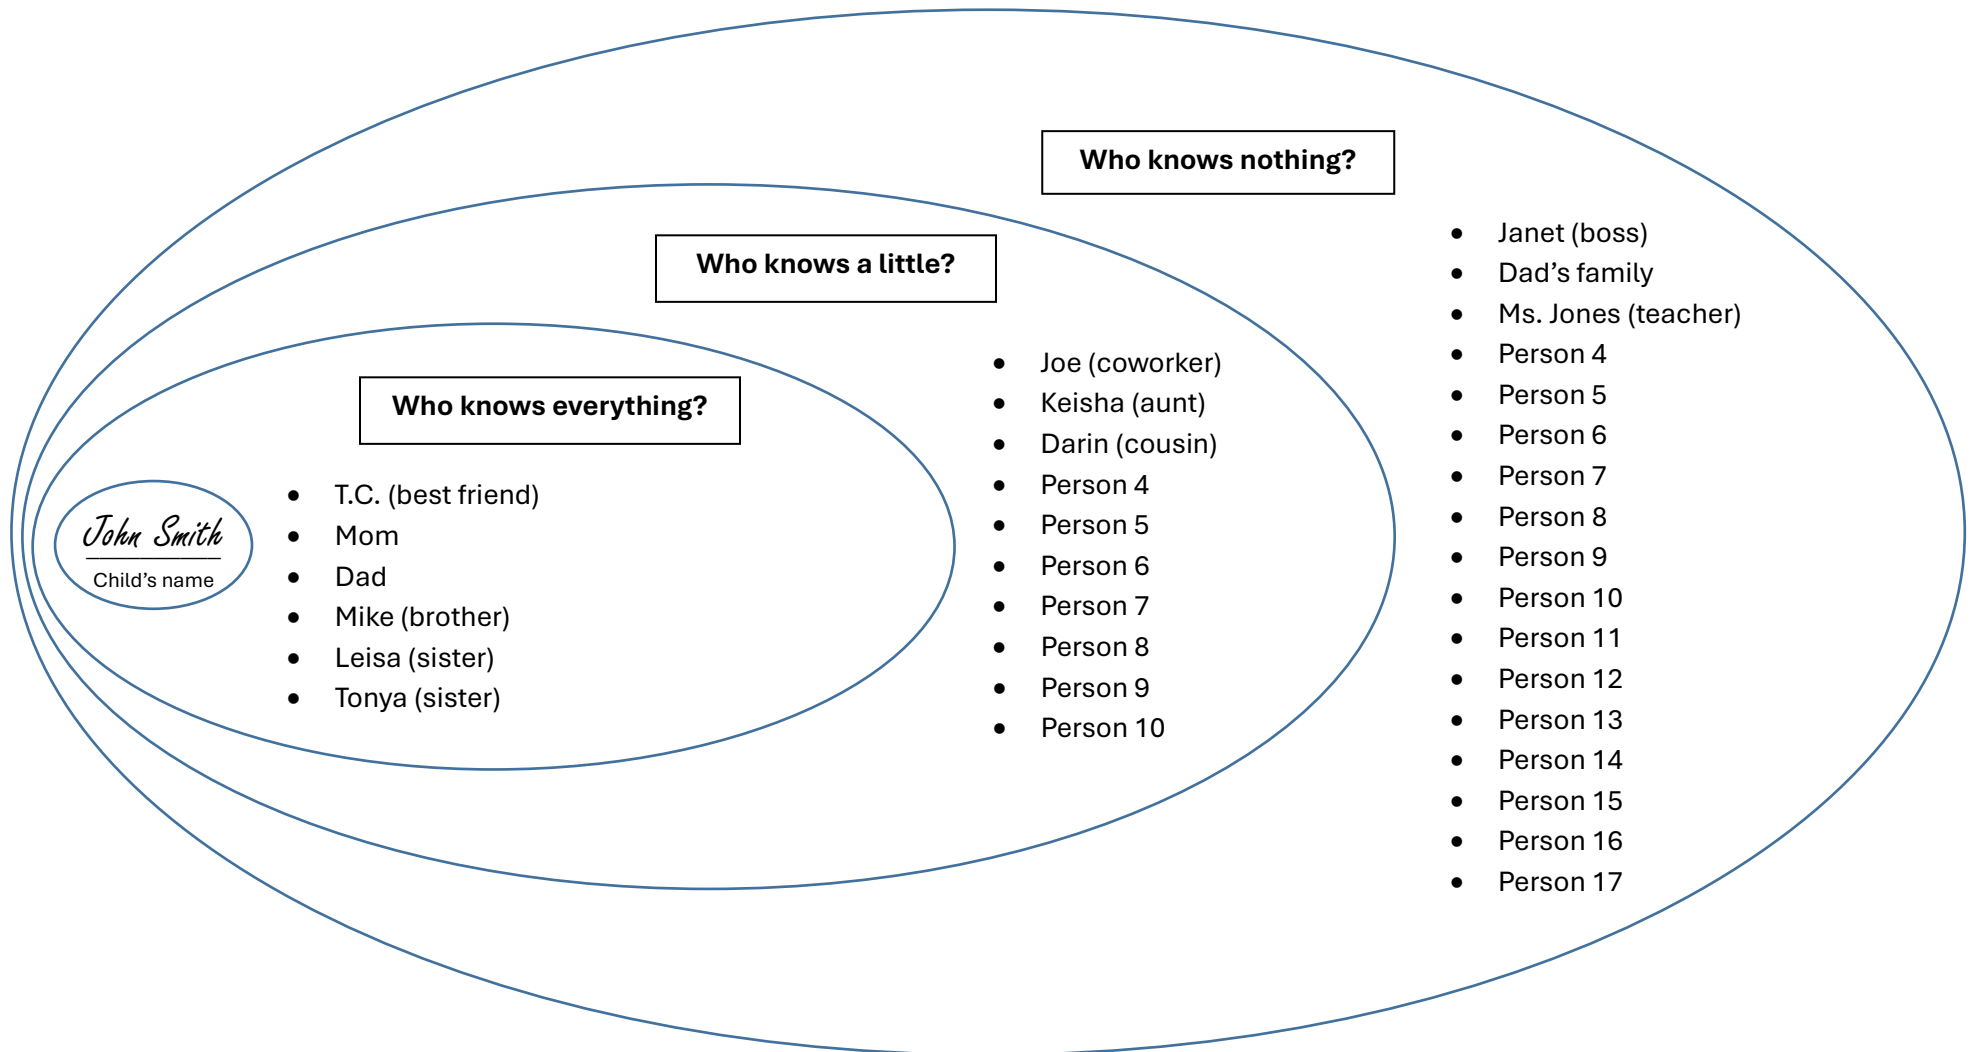 Who knows nothing?
Who knows a little?
Who knows everything?
John Smith
Child’s name
• T.C. (best friend)
• Mom
• Dad
• Mike (brother)
• Leisa (sister)
• Tonya (sister)
• Joe (coworker)
• Keisha (aunt)
• Darin (cousin)
• Person 4
• Person 5
• Person 6
• Person 7
• Person 8
• Person 9
• Person 10
• Janet (boss)
• Dad’s family
• Ms. Jones (teacher)
• Person 4
• Person 5
• Person 6
• Person 7
• Person 8
• Person 9
• Person 10
• Person 11
• Person 12
• Person 13
• Person 14
• Person 15
• Person 16
• Person 17